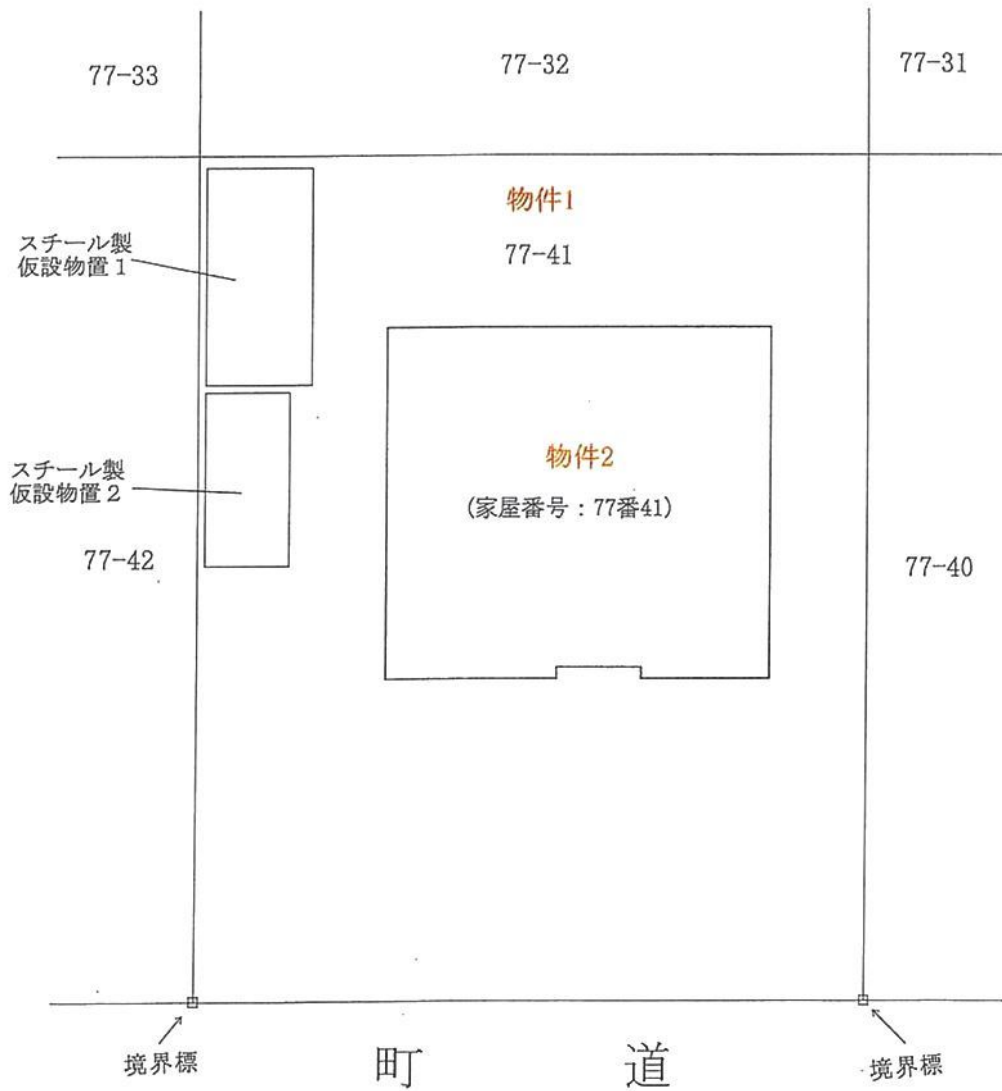 77-33
77-32
77-31
物件1
77-41
スチール製
仮設物置1
物件2
(家屋番号：77番41)
スチール製
仮設物置2
77-42
77-40
境界標
町道
境界標